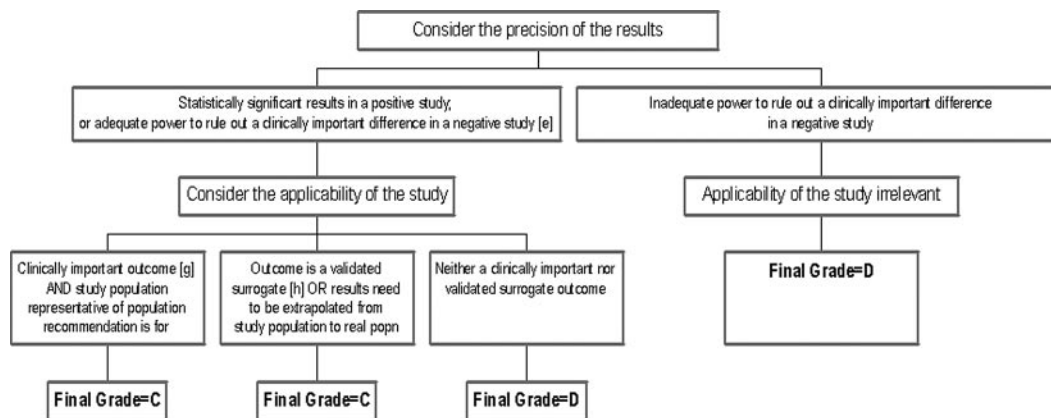 Consider the precision of the results
Statistically significant results in a positive study;
or adequate power to rule out a clinically important difference in a negative study [e]
Inadequate power to rule out a clinically important difference
in a negative study
Consider the applicability of the study
Applicability of the study irrelevant
Clinically important outcome [g]
AND study population
representative of population
recommendation is for
Outcome is a validated
surrogate [h] OR results need
to be extrapolated from
study population to real popn
Neither a clinically important nor
validated surrogate outcome
Final Grade=D
Final Grade=C
Final Grade=C
Final Grade=D